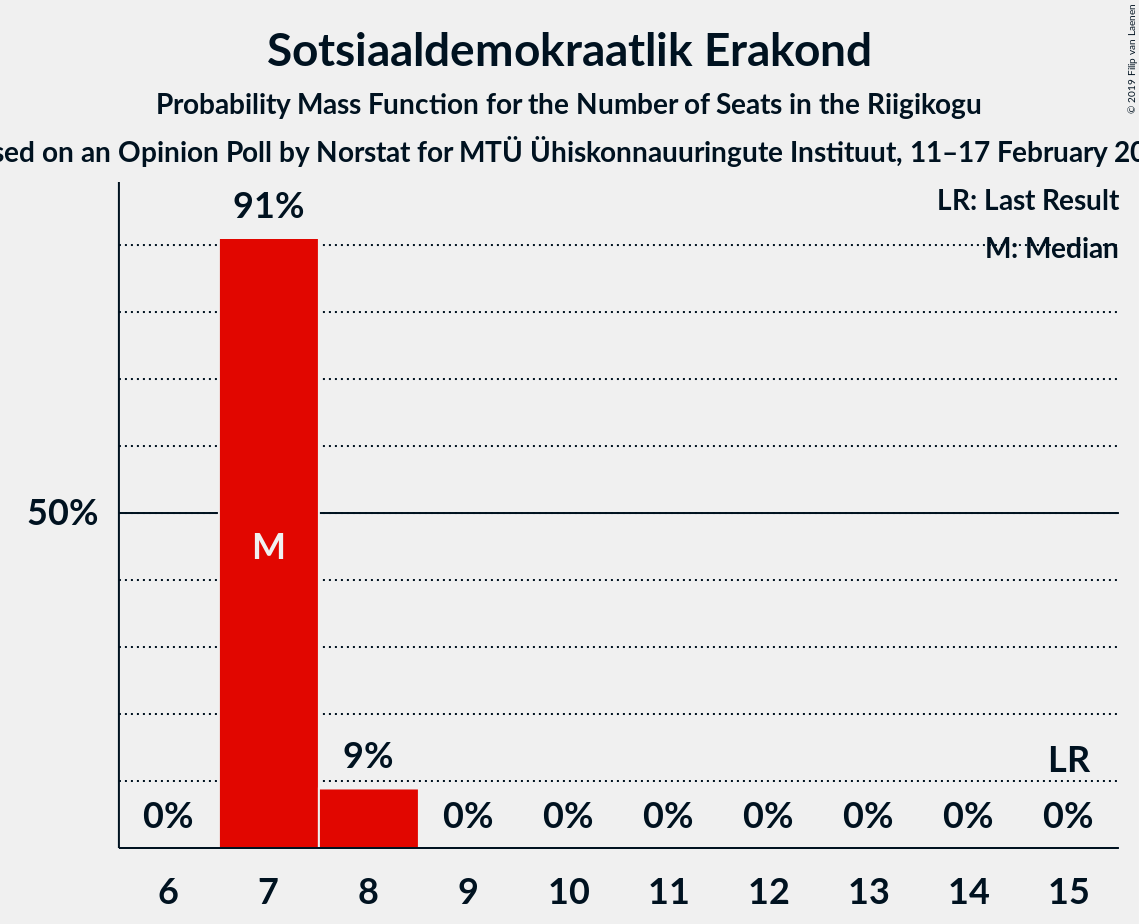 Sotsiaaldemokraatlik Erakond
Probability Mass Function for the Number of Seats in the Riigikogu
sed on an Opinion Poll by Norstat for MTÜ Ühiskonnauuringute Instituut, 11–17 February 20
© 2019 Filip van Laenen
LR: Last Result
M: Median
91%
50%
M
9%
LR
0%
0%
0%
0%
0%
0%
0%
0%
6 7 8 9 10 11 12 13 14 15